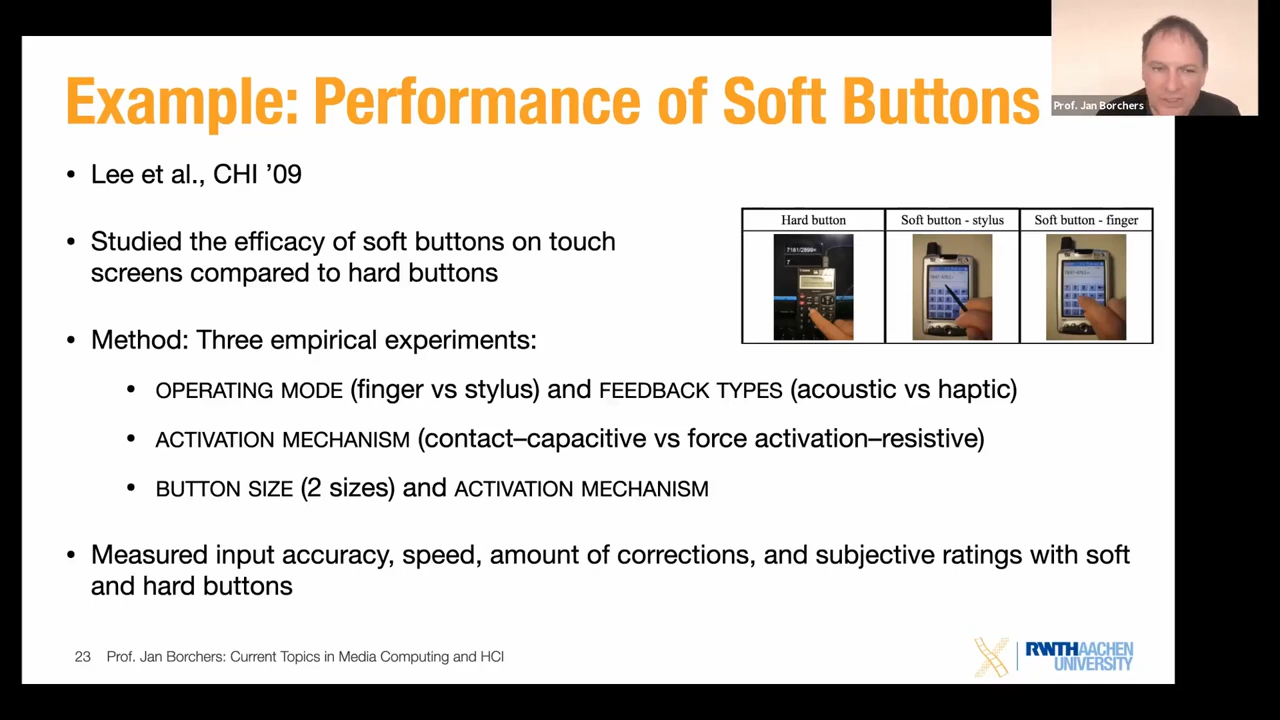 Example: Performance of Soft Buttons
Prof. Jan Borchers
• Lee et al., CHI ’09
• Studied the efficacy of soft buttons on touch
screens compared to hard buttons
Hard button
Soft button - stylus
Soft button - finger
• Method: Three empirical experiments:
• OPERATING MODE (finger vs stylus) and FEEDBACK TYPES (acoustic vs haptic)
• ACTIVATION MECHANISM (contact–capacitive vs force activation–resistive)
• BUTTON SIZE (2 sizes) and ACTIVATION MECHANISM
• Measured input accuracy, speed, amount of corrections, and subjective ratings with soft
and hard buttons
23 Prof. Jan Borchers: Current Topics in Media Computing and HCI
RWTHAACHEN
UNIVERSITY